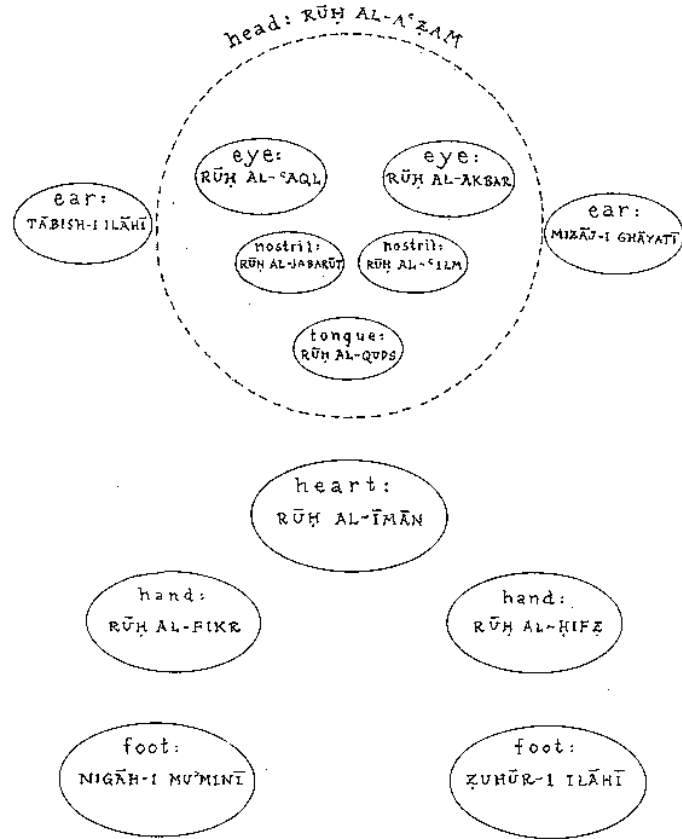 head: RŪḤ AL-AʿẒAM
eye:
RŪḤ AL-ʿAQL
eye:
RŪḤ AL-AKBAR
ear:
TĀBISH-I ILĀHĪ
ear:
MIZĀJ-I GHĀYATĪ
nostril:
RŪḤ AL-JABARŪT
nostril:
RŪḤ AL-ʿILM
tongue:
RŪḤ AL-QUDS
heart:
RŪḤ AL-ĪMĀN
hand:
RŪḤ AL-FIKR
hand:
RŪḤ AL-ḤIFẒ
foot:
NIGĀH-I MUʾMINĪ
foot:
ẒUHŪR-I ILĀHĪ